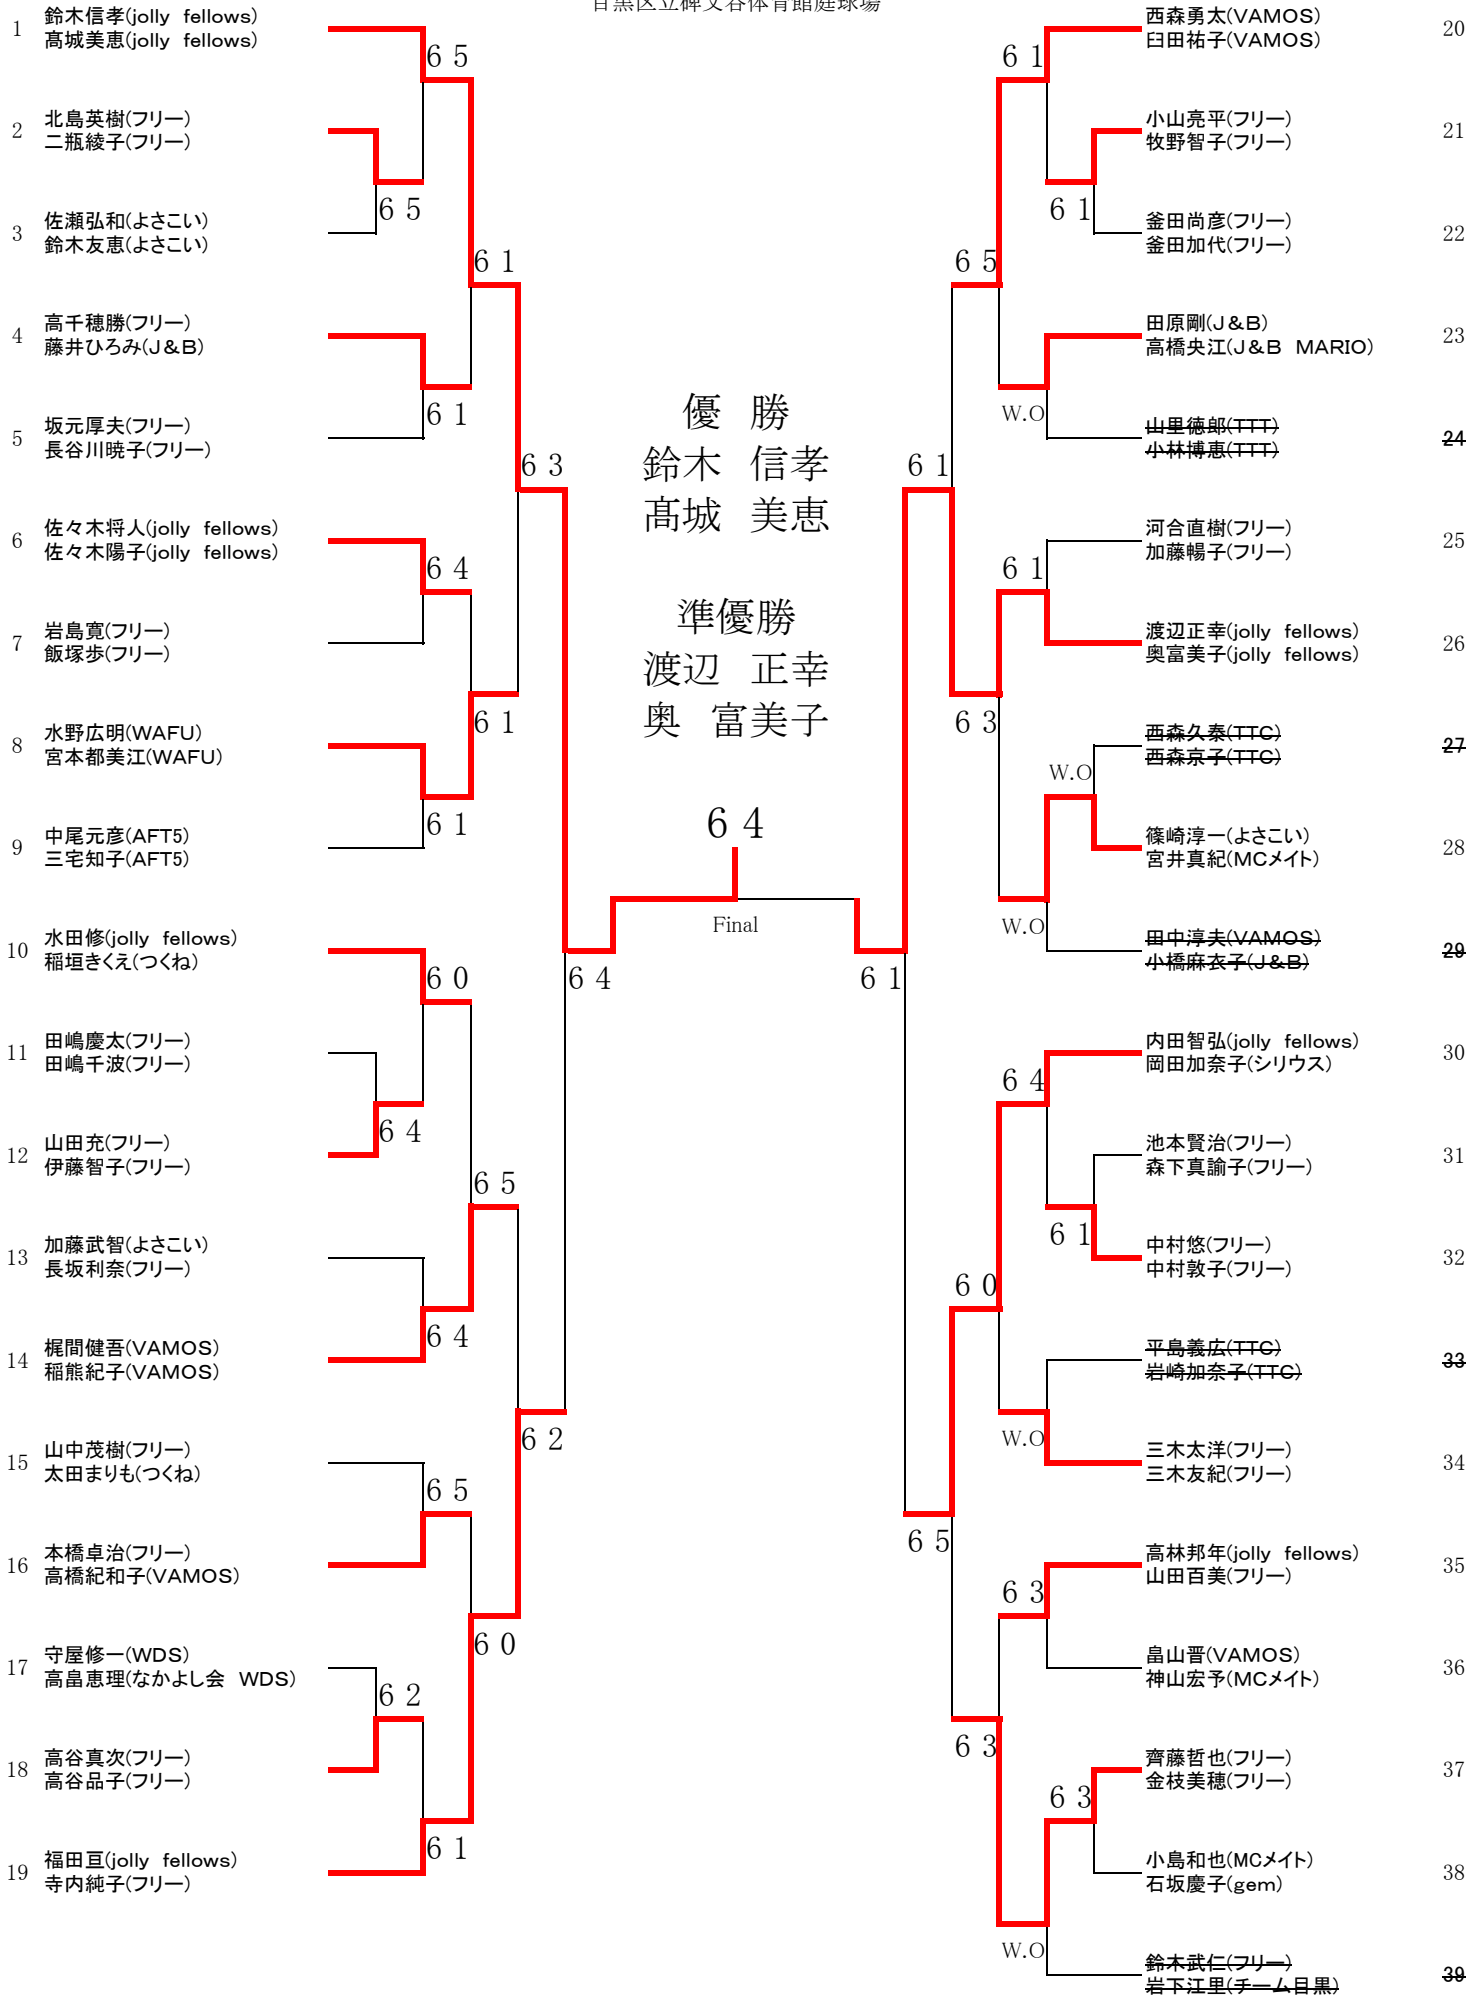 目黒区立碑文谷体育館庭球場
1
鈴木信孝(jolly fellows)
髙城美恵(jolly fellows)
2
北島英樹(フリー)
二瓶綾子(フリー)
3
佐瀬弘和(よさこい)
鈴木友恵(よさこい)
4
高千穂勝(フリー)
藤井ひろみ(J&B)
5
坂元厚夫(フリー)
長谷川暁子(フリー)
6
佐々木将人(jolly fellows)
佐々木陽子(jolly fellows)
7
岩島寛(フリー)
飯塚歩(フリー)
8
水野広明(WAFU)
宮本都美江(WAFU)
9
中尾元彦(AFT5)
三宅知子(AFT5)
10
水田修(jolly fellows)
稲垣きくえ(つくね)
11
田嶋慶太(フリー)
田嶋千波(フリー)
12
山田充(フリー)
伊藤智子(フリー)
13
加藤武智(よさこい)
長坂利奈(フリー)
14
梶間健吾(VAMOS)
稲熊紀子(VAMOS)
15
山中茂樹(フリー)
太田まりも(つくね)
16
本橋卓治(フリー)
高橋紀和子(VAMOS)
17
守屋修一(WDS)
高畠恵理(なかよし会 WDS)
18
高谷真次(フリー)
高谷品子(フリー)
19
福田亘(jolly fellows)
寺内純子(フリー)
6 5
6 5
6 1
6 1
6 3
6 4
6 1
6 1
6 4
6 0
6 4
6 5
6 4
6 2
6 5
6 0
6 2
6 1
優 勝
鈴木 信孝
髙城 美恵
準優勝
渡辺 正幸
奥 富美子
6 4
Final
6 1
6 1
6 5
W.O
6 1
6 1
6 3
W.O
W.O
6 1
6 4
6 1
6 0
W.O
6 5
6 3
6 3
6 3
W.O
西森勇太(VAMOS)
臼田祐子(VAMOS)
20
小山亮平(フリー)
牧野智子(フリー)
21
釜田尚彦(フリー)
釜田加代(フリー)
22
田原剛(J&B)
高橋央江(J&B MARIO)
23
山里徳郎(TTT)
小林博恵(TTT)
24
河合直樹(フリー)
加藤暢子(フリー)
25
渡辺正幸(jolly fellows)
奥富美子(jolly fellows)
26
西森久泰(TTC)
西森京子(TTC)
27
篠崎淳一(よさこい)
宮井真紀(MCメイト)
28
田中淳夫(VAMOS)
小橋麻衣子(J&B)
29
内田智弘(jolly fellows)
岡田加奈子(シリウス)
30
池本賢治(フリー)
森下真諭子(フリー)
31
中村悠(フリー)
中村敦子(フリー)
32
平島義広(TTC)
岩崎加奈子(TTC)
33
三木太洋(フリー)
三木友紀(フリー)
34
高林邦年(jolly fellows)
山田百美(フリー)
35
畠山晋(VAMOS)
神山宏予(MCメイト)
36
齊藤哲也(フリー)
金枝美穂(フリー)
37
小島和也(MCメイト)
石坂慶子(gem)
38
鈴木武仁(フリー)
岩下江里(チーム目黒)
39